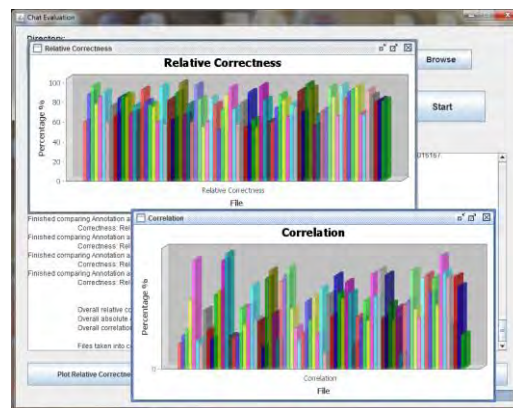 Chat Evaluation
Directory:
Relative Correctness
Relative Correctness
Browse
100
80
60
40
20
0
Percentage %
Start
Relative Correctness
File
Finished comparing Annotation a
Correctness: Rel
Finished comparing Annotation a
Correctness: Rel
Finished comparing Annotation a
Correctness: Rel
Finished comparing Annotation a
Correctness: Rel
Overall relative co
Overall absolute
Overall correlation
Files taken into c
Plot Relative Correctne
Correlation
Correlation
Percentage %
0
Correlation
File